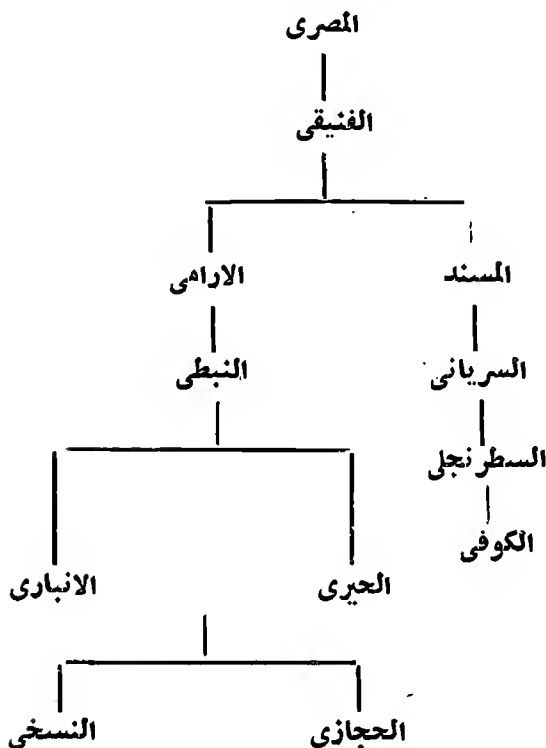 المصرى
الفنيقى
المسند الارامى
السريانى النبطى
السطرنجلى
الكوفى
الحيرى الانبارى
الحجازى النسخى